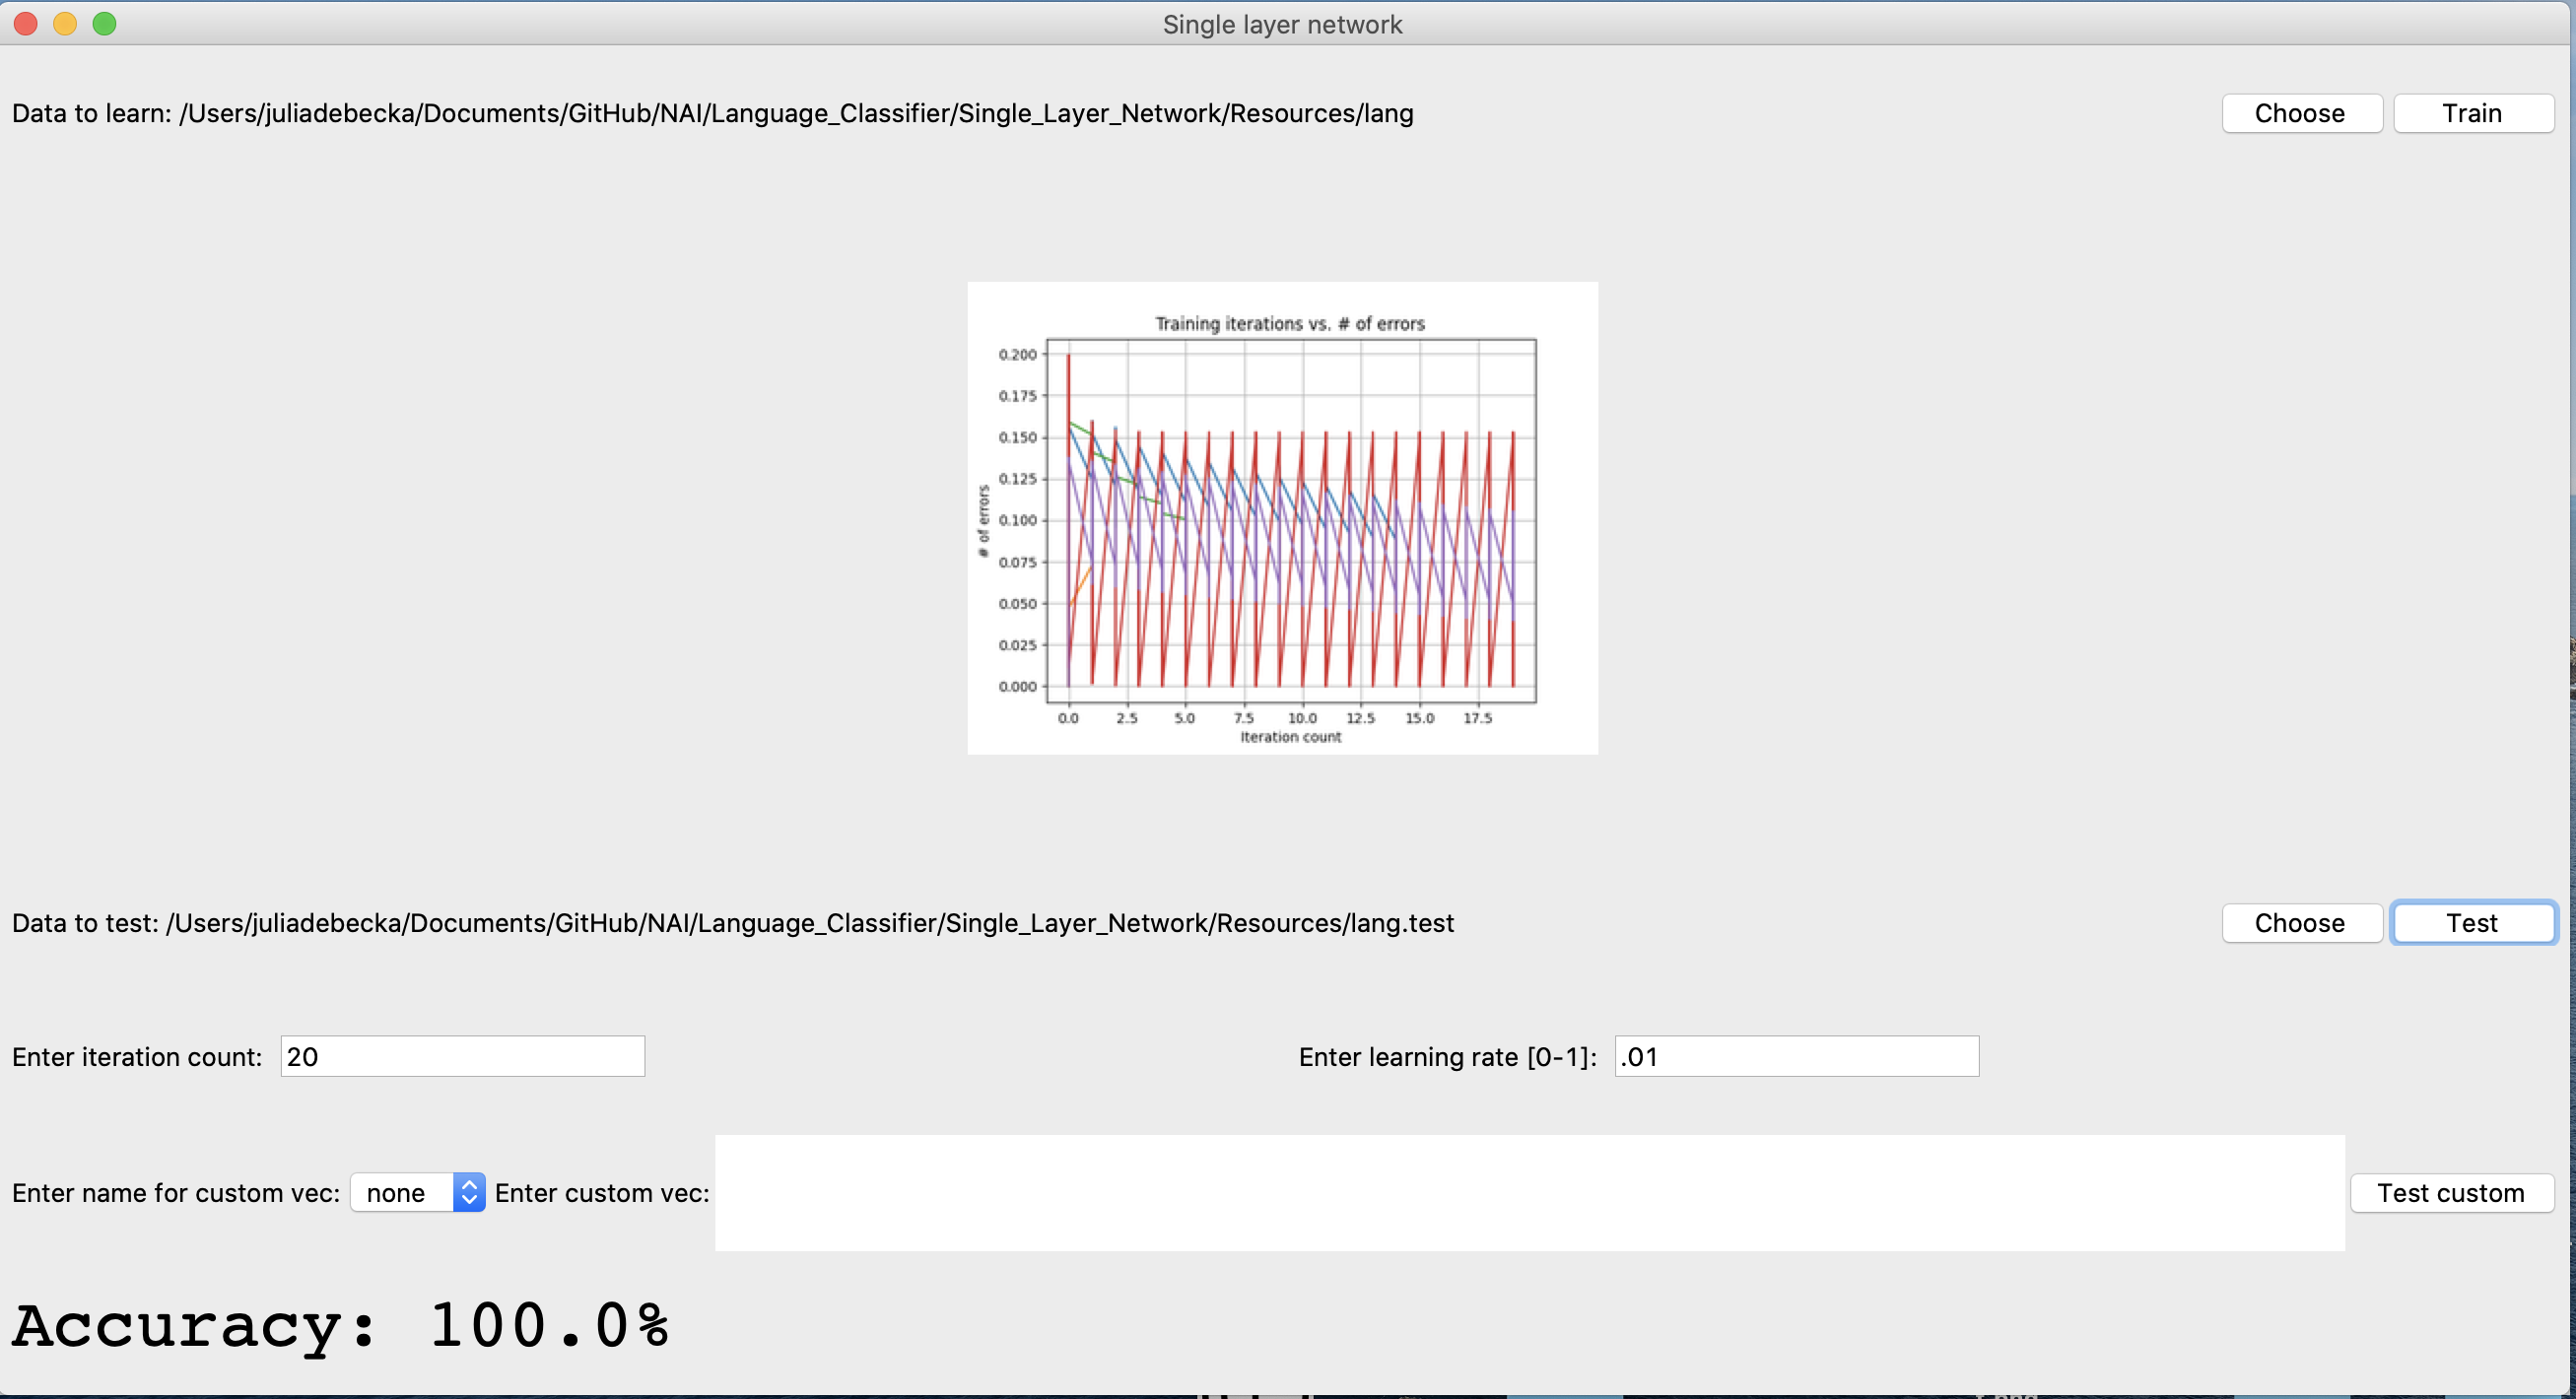 Single layer network
Data to learn: /Users/juliadebecka/Documents/GitHub/NAI/Language_Classifier/Single_Layer_Network/Resources/lang
Choose
Train
Training iterations vs. # of errors
0.200
0.175
0.150
0.125
0.100
0.075
0.050
0.025
0.000
# of errors
0.0 2.5 5.0 7.5 10.0 12.5 15.0 17.5
Iteration count
Data to test: /Users/juliadebecka/Documents/GitHub/NAI/Language_Classifier/Single_Layer_Network/Resources/lang.test
Choose
Test
Enter iteration count: 20
Enter learning rate [0-1]: .01
Enter name for custom vec: none Enter custom vec:
Test custom
Accuracy: 100.0%